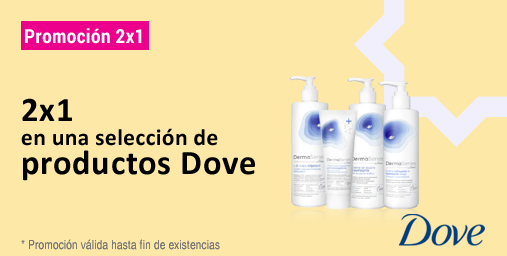 Promoción 2x1
2x1
en una selección de
productos Dove
* Promoción válida hasta fin de existencias
Dove